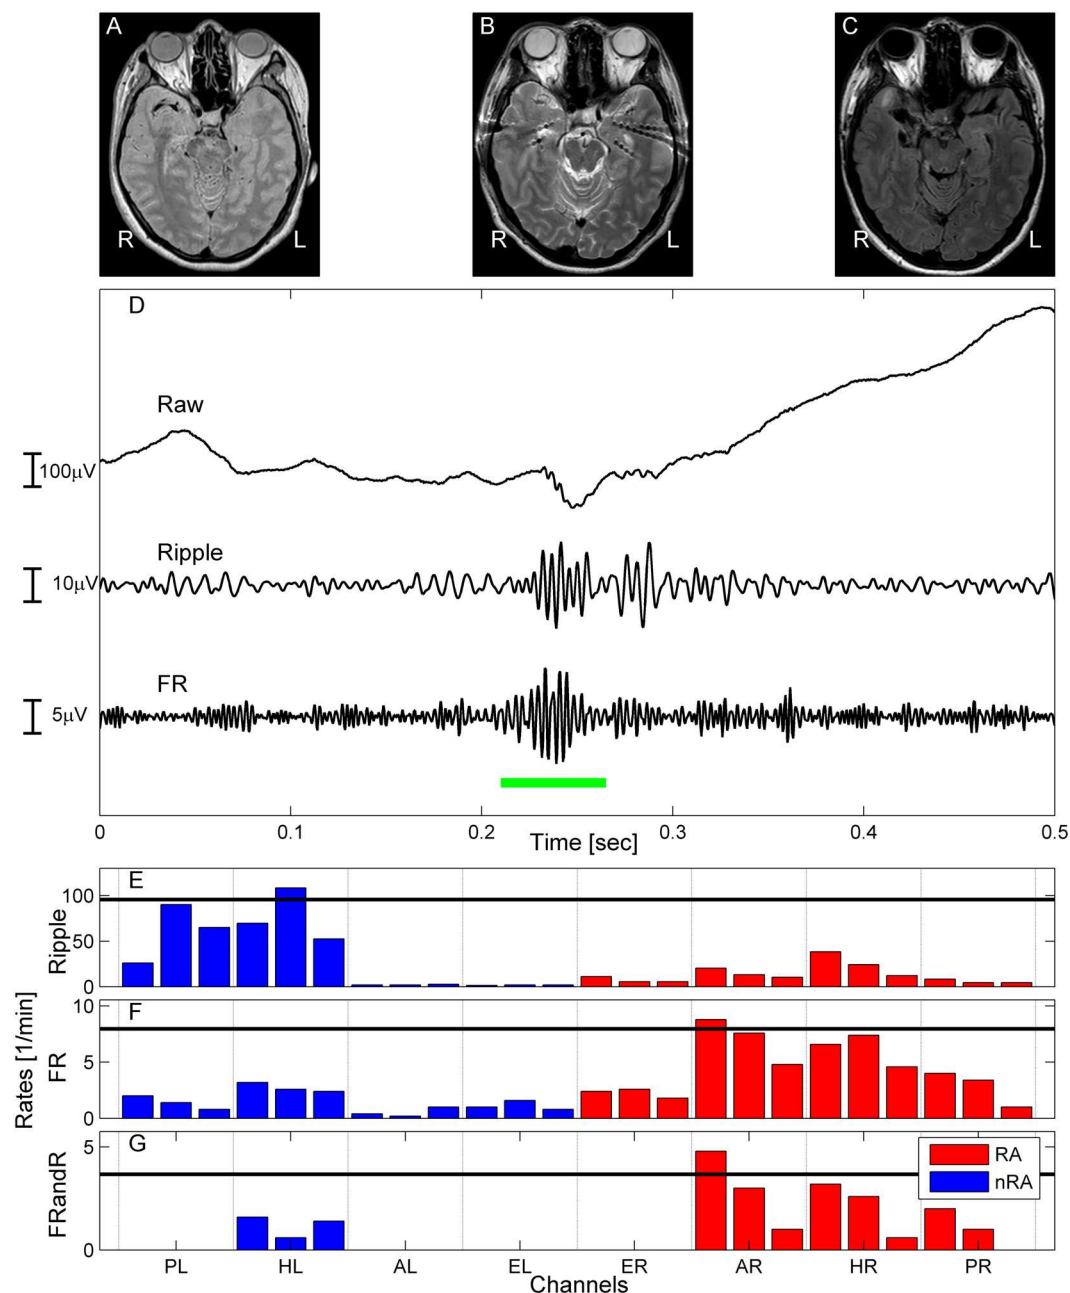 A
B
C
R
L
R
L
R
L
D
Raw
100μV
Ripple
10μV
FR
5μV
0
0.1
0.2
0.3
0.4
0.5
Time [sec]
Rates [1/min]
E
Ripple
100
50
0
F
FR
10
5
0
G
FRandR
5
0
RA
nRA
PL
HL
AL
EL
ER
AR
HR
PR
Channels